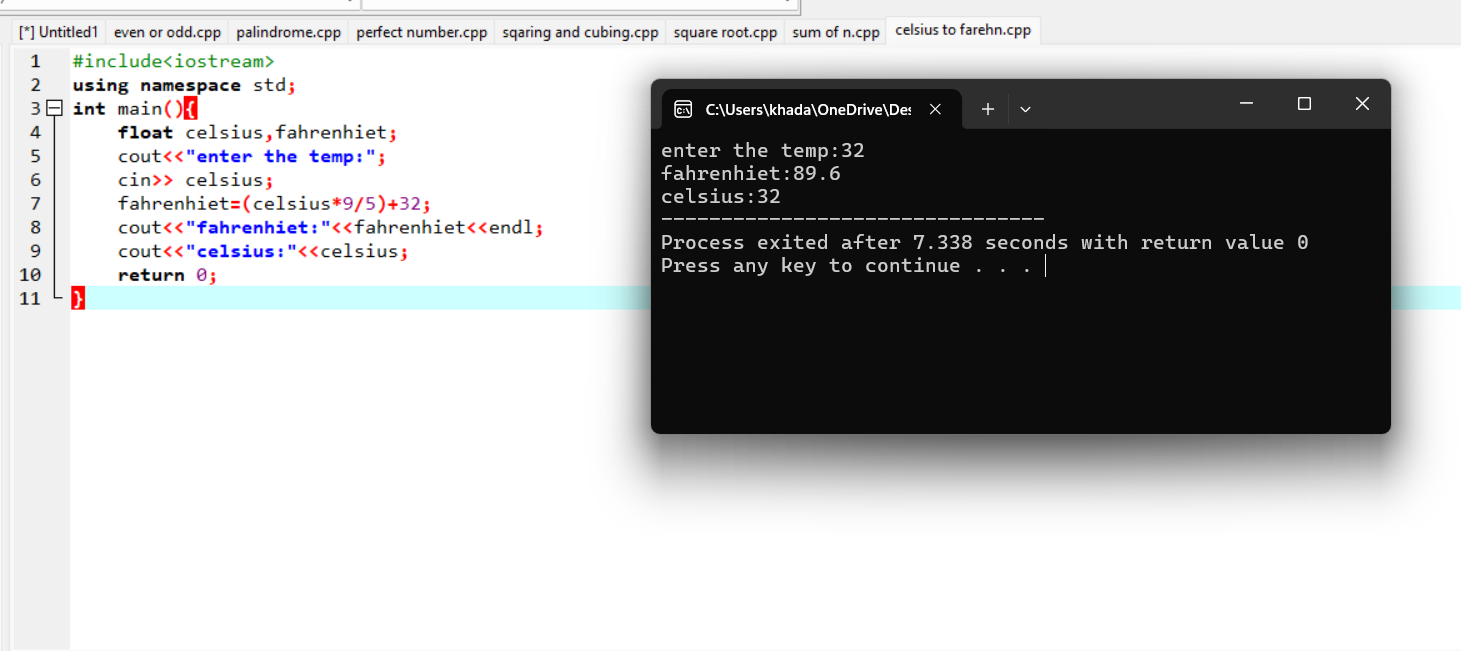 [*] Untitled1 even or odd.cpp palindrome.cpp perfect number.cpp sqaring and cubing.cpp square root.cpp sum of n.cpp celsius to farehn.cpp
1 #include<iostream>
2 using namespace std;
3 int main(){
4 float celsius,fahrenhiet;
5 cout<<"enter the temp:";
6 cin>> celsius;
7 fahrenhiet=(celsius*9/5)+32;
8 cout<<"fahrenhiet:"<<fahrenhiet<<endl;
9 cout<<"celsius:"<<celsius;
10 return 0;
11 }
C:\Users\khada\OneDrive\Des
enter the temp:32
fahrenhiet:89.6
celsius:32
--------------------------------
Process exited after 7.338 seconds with return value 0
Press any key to continue . . .